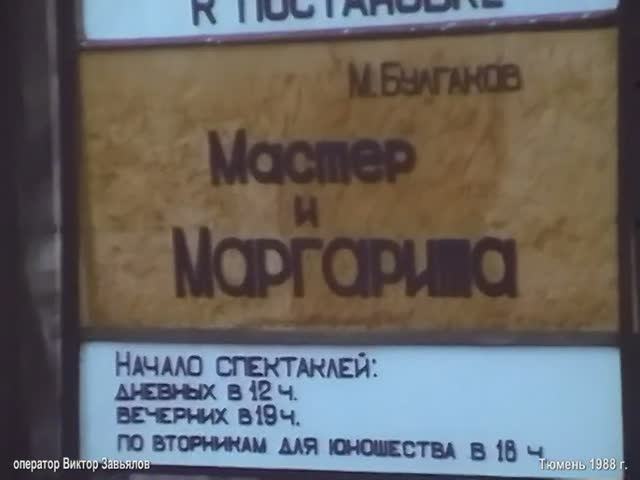 К ПОСТАНОВКЕ
М. БУЛГАКОВ
Мастер
и
Маргарита
НАЧАЛО СПЕКТАКЛЕЙ:
ДНЕВНЫХ В 12 Ч.
ВЕЧЕРНИХ В 19 Ч.
ПО ВТОРНИКАМ ДЛЯ ЮНОШЕСТВА В 18 Ч
оператор Виктор Завьялов
Тюмень 1988 г.